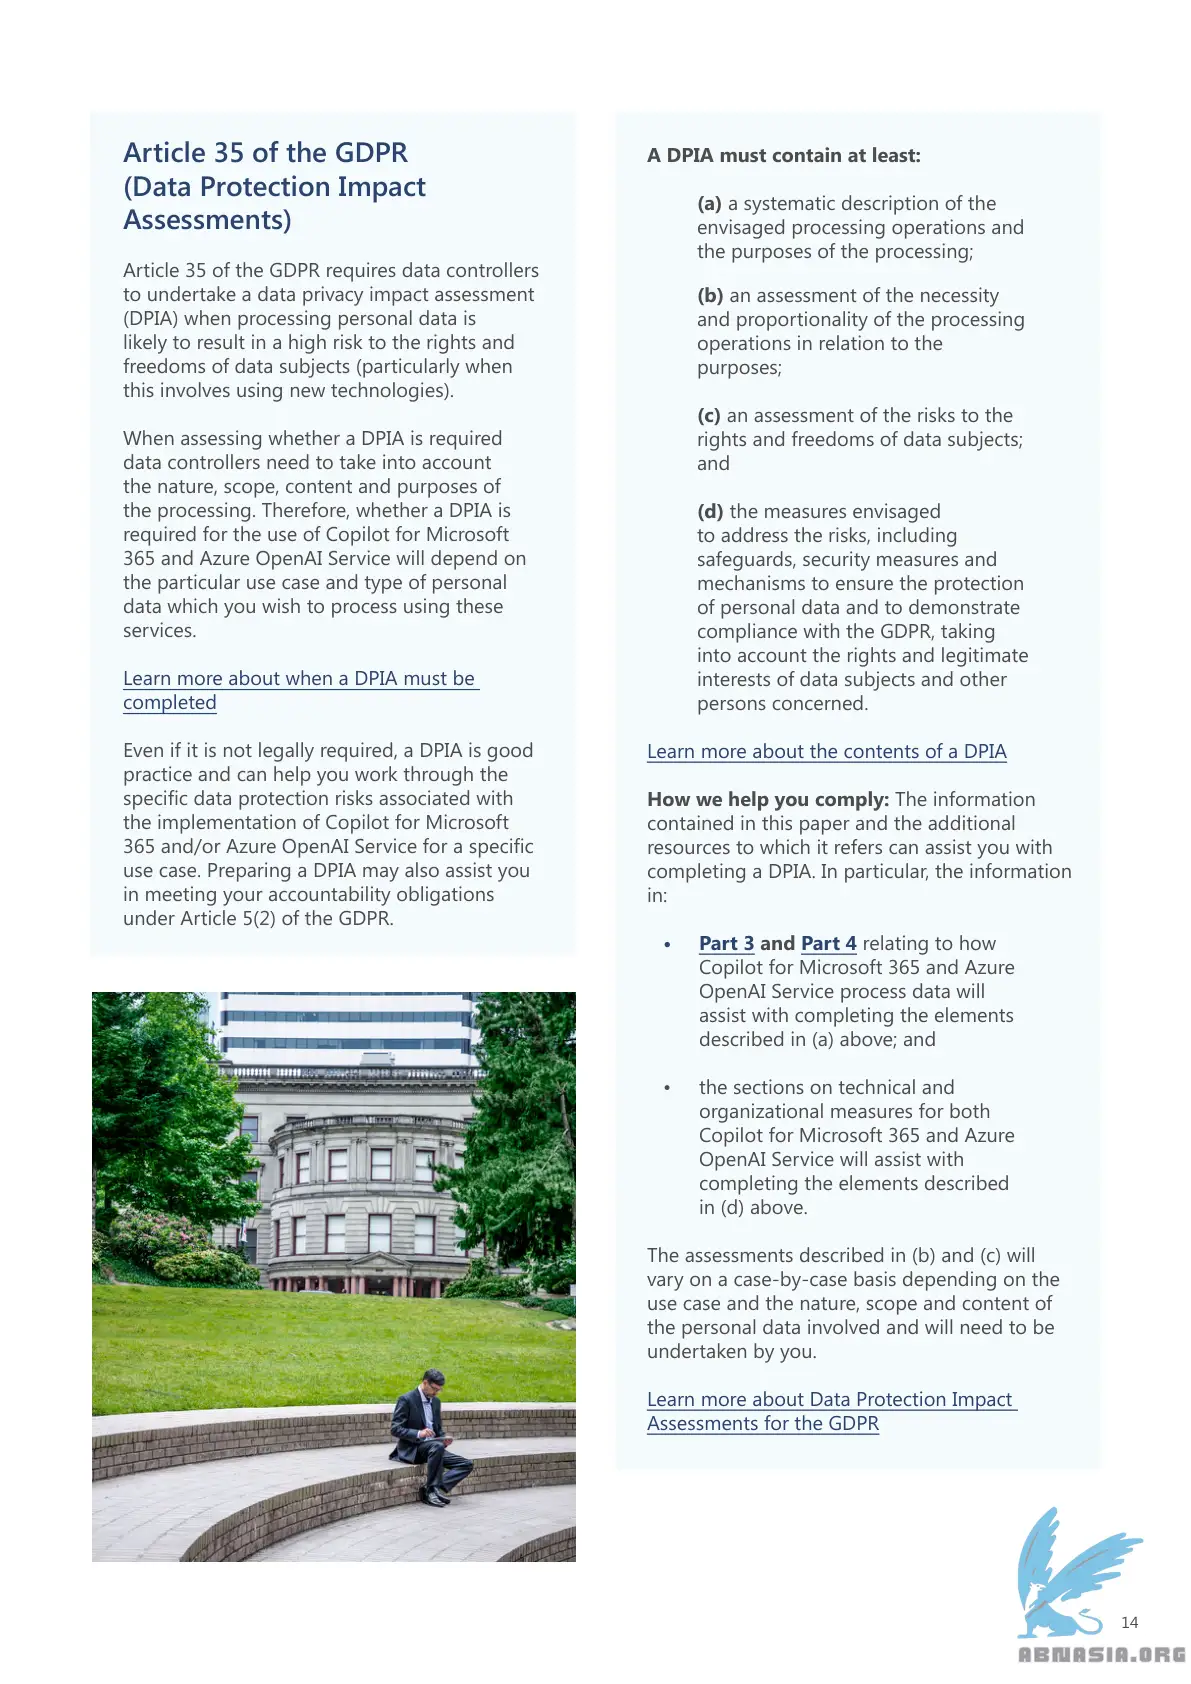 Article 35 of the GDPR
(Data Protection Impact
Assessments)
Article 35 of the GDPR requires data controllers
to undertake a data privacy impact assessment
(DPIA) when processing personal data is
likely to result in a high risk to the rights and
freedoms of data subjects (particularly when
this involves using new technologies).
When assessing whether a DPIA is required
data controllers need to take into account
the nature, scope, content and purposes of
the processing. Therefore, whether a DPIA is
required for the use of Copilot for Microsoft
365 and Azure OpenAI Service will depend on
the particular use case and type of personal
data which you wish to process using these
services.
Learn more about when a DPIA must be
completed
Even if it is not legally required, a DPIA is good
practice and can help you work through the
specific data protection risks associated with
the implementation of Copilot for Microsoft
365 and/or Azure OpenAI Service for a specific
use case. Preparing a DPIA may also assist you
in meeting your accountability obligations
under Article 5(2) of the GDPR.
A DPIA must contain at least:
(a) a systematic description of the
envisaged processing operations and
the purposes of the processing;
(b) an assessment of the necessity
and proportionality of the processing
operations in relation to the
purposes;
(c) an assessment of the risks to the
rights and freedoms of data subjects;
and
(d) the measures envisaged
to address the risks, including
safeguards, security measures and
mechanisms to ensure the protection
of personal data and to demonstrate
compliance with the GDPR, taking
into account the rights and legitimate
interests of data subjects and other
persons concerned.
Learn more about the contents of a DPIA
How we help you comply: The information
contained in this paper and the additional
resources to which it refers can assist you with
completing a DPIA. In particular, the information
in:
• Part 3 and Part 4 relating to how
Copilot for Microsoft 365 and Azure
OpenAI Service process data will
assist with completing the elements
described in (a) above; and
• the sections on technical and
organizational measures for both
Copilot for Microsoft 365 and Azure
OpenAI Service will assist with
completing the elements described
in (d) above.
The assessments described in (b) and (c) will
vary on a case-by-case basis depending on the
use case and the nature, scope and content of
the personal data involved and will need to be
undertaken by you.
Learn more about Data Protection Impact
Assessments for the GDPR
14
ABNASIA.ORG